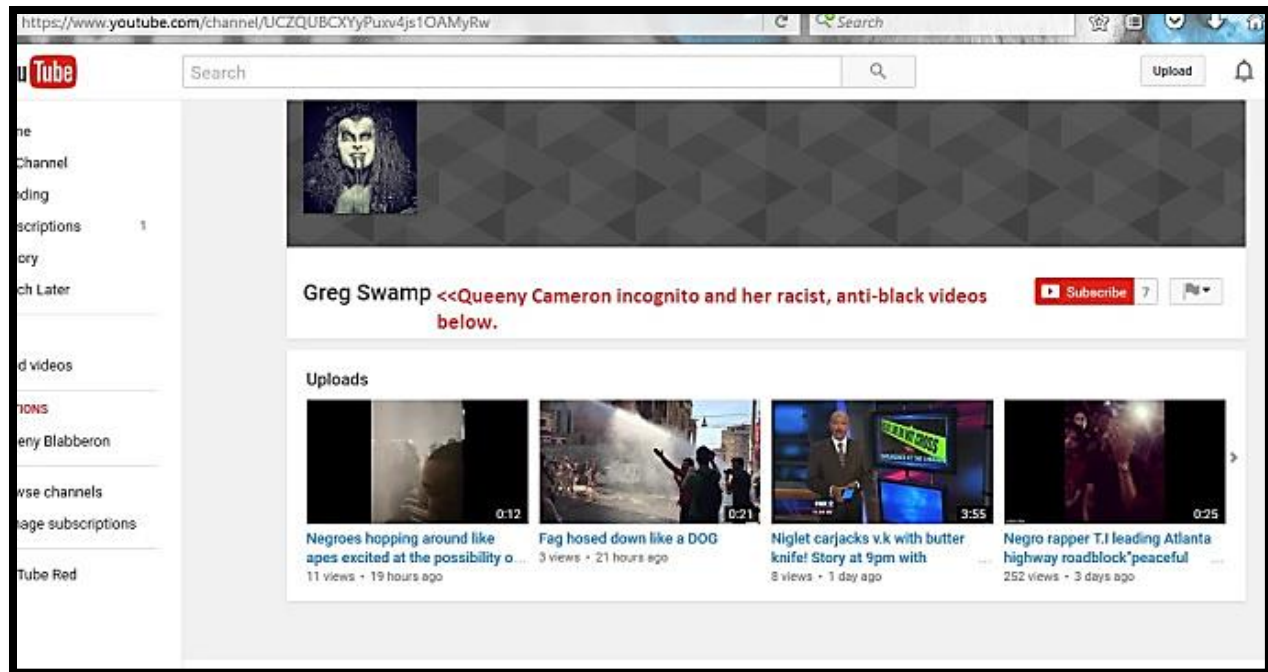 https://www.youtube.com/channel/UCZQUBCXYyPuxv4js1OAMyRw
Search
u Tube
Search
Upload
ne
Channel
ding
scriptions 1
ory
ch Later
d videos
TIONS
eny Blabberon
wse channels
nage subscriptions
Tube Red
Greg Swamp <<Queeny Cameron incognito and her racist, anti-black videos
below.
Subscribe 7
Uploads
0:12
Negroes hopping around like
apes excited at the possibility o...
11 views • 19 hours ago
0:21
Fag hosed down like a DOG
3 views • 21 hours ago
3:55
Niglet carjacks v.k with butter
knife! Story at 9pm with ...
8 views • 1 day ago
0:25
Negro rapper T.I leading Atlanta
highway roadblock"peaceful ...
252 views • 3 days ago